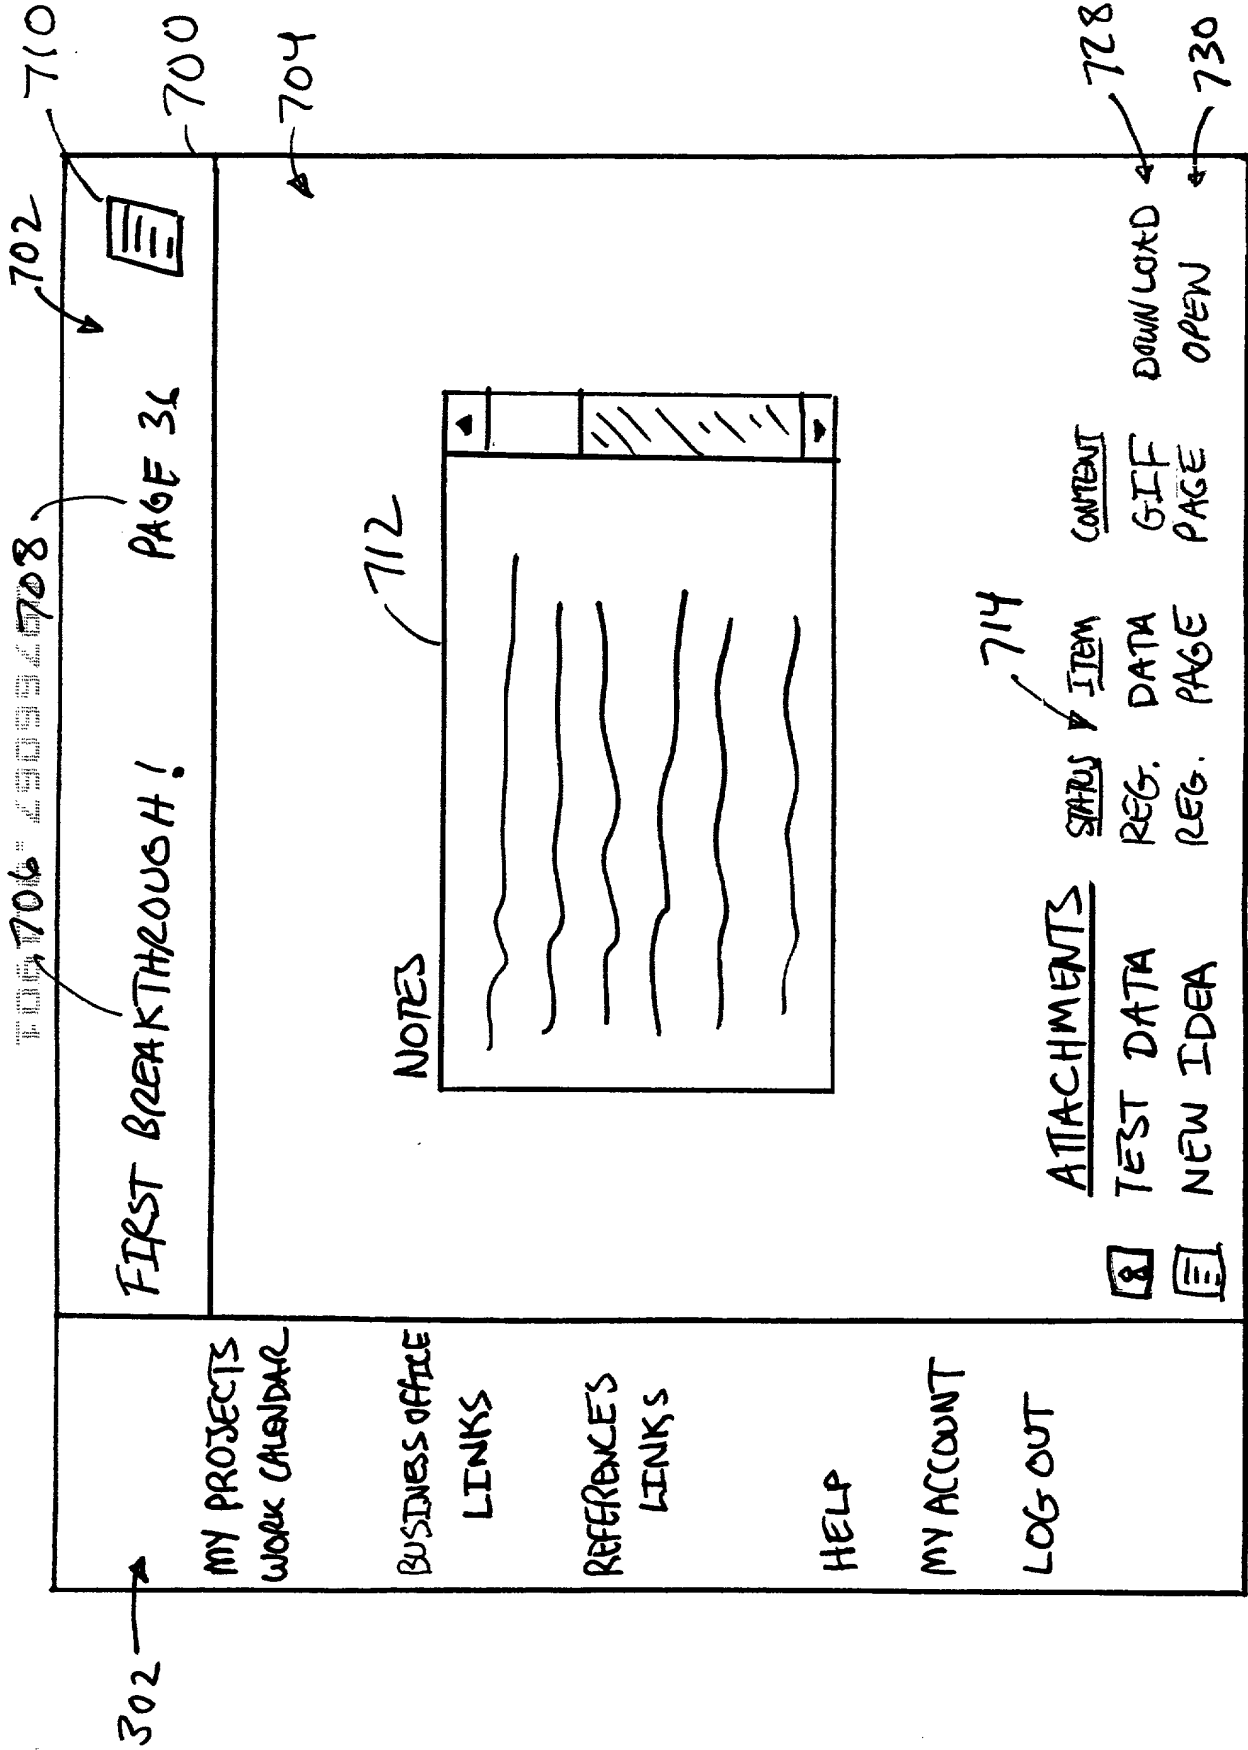 710
702
700
704
706
708
FIRST BREAKTHROUGH!
PAGE 36
302
MY PROJECTS
WORK CALENDAR
BUSINESS OFFICE
LINKS
REFERENCES
LINKS
HELP
MY ACCOUNT
LOG OUT
NOTES
712
714
ATTACHMENTS STATUS ITEM CONTENT
TEST DATA REG. DATA GIF DOWNLOAD 728
NEW IDEA REG. PAGE PAGE OPEN 730